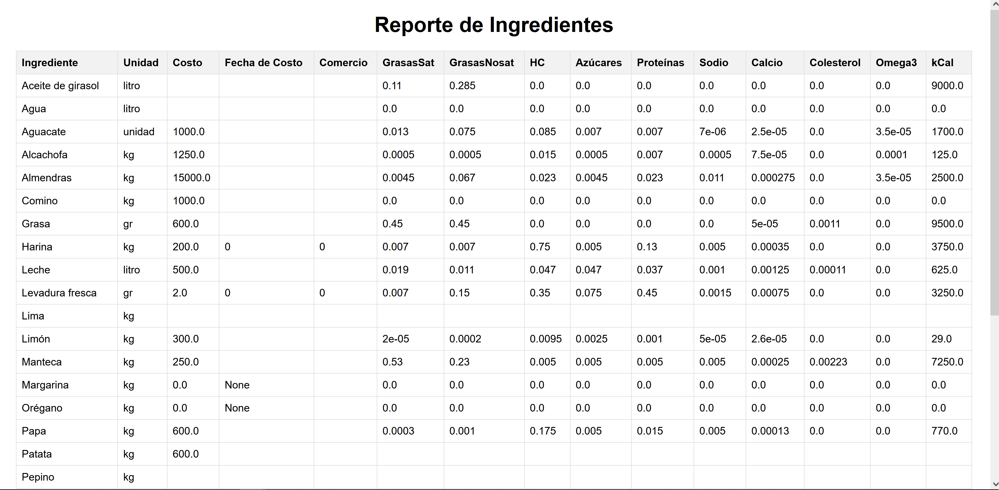 Reporte de Ingredientes
Ingrediente Unidad Costo Fecha de Costo Comercio GrasasSat GrasasNosat HC Azúcares Proteínas Sodio Calcio Colesterol Omega3 kCal
Aceite de girasol litro 0.11 0.285 0.0 0.0 0.0 0.0 0.0 0.0 0.0 9000.0
Agua litro 0.0 0.0 0.0 0.0 0.0 0.0 0.0 0.0 0.0 0.0
Aguacate unidad 1000.0 0.013 0.075 0.085 0.007 0.007 7e-06 2.5e-05 0.0 3.5e-05 1700.0
Alcachofa kg 1250.0 0.0005 0.0005 0.015 0.0005 0.007 0.0005 7.5e-05 0.0 0.0001 125.0
Almendras kg 15000.0 0.0045 0.067 0.023 0.0045 0.023 0.011 0.000275 0.0 3.5e-05 2500.0
Comino kg 1000.0 0.0 0.0 0.0 0.0 0.0 0.0 0.0 0.0 0.0 0.0
Grasa gr 600.0 0.45 0.45 0.0 0.0 0.0 0.0 5e-05 0.0011 0.0 9500.0
Harina kg 200.0 0 0 0.007 0.007 0.75 0.005 0.13 0.005 0.00035 0.0 0.0 3750.0
Leche litro 500.0 0.019 0.011 0.047 0.047 0.037 0.001 0.00125 0.00011 0.0 625.0
Levadura fresca gr 2.0 0 0 0.007 0.15 0.35 0.075 0.45 0.0015 0.00075 0.0 0.0 3250.0
Lima kg
Limón kg 300.0 2e-05 0.0002 0.0095 0.0025 0.001 5e-05 2.6e-05 0.0 0.0 29.0
Manteca kg 250.0 0.53 0.23 0.005 0.005 0.005 0.005 0.00025 0.00223 0.0 7250.0
Margarina kg 0.0 None 0.0 0.0 0.0 0.0 0.0 0.0 0.0 0.0 0.0 0.0
Orégano kg 0.0 None 0.0 0.0 0.0 0.0 0.0 0.0 0.0 0.0 0.0 0.0
Papa kg 600.0 0.0003 0.001 0.175 0.005 0.015 0.005 0.00013 0.0 0.0 770.0
Patata kg 600.0
Pepino kg